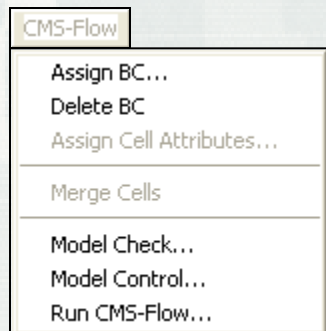 CMS-Flow
Assign BC...
Delete BC
Assign Cell Attributes...
Merge Cells
Model Check...
Model Control...
Run CMS-Flow...